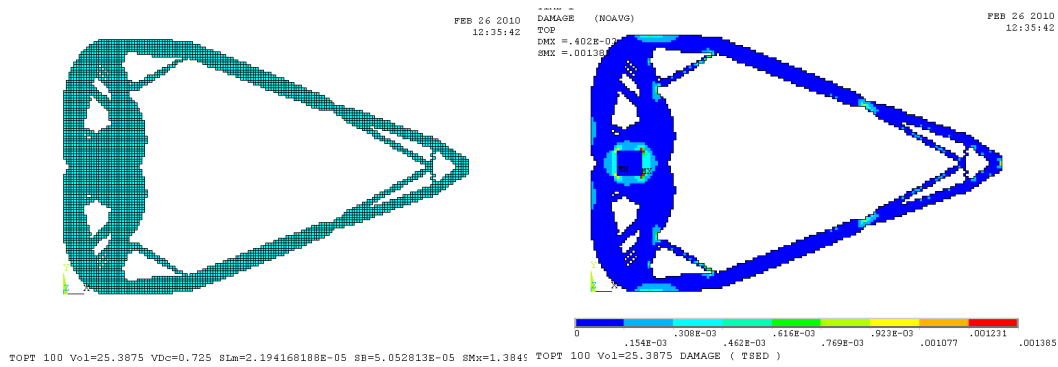 FEB 26 2010
12:35:42
TOPT 100 Vol=25.3875 VDc=0.725 SLm=2.194168188E-05 SB=5.052813E-05 SMx=1.3849
DAMAGE (NOAVG)
TOP
DMX =.402E-03
SMX =.00138
FEB 26 2010
12:35:42
0 .308E-03 .616E-03 .923E-03 .001231
.154E-03 .462E-03 .769E-03 .001077 .001385
TOPT 100 Vol=25.3875 DAMAGE ( TSED )